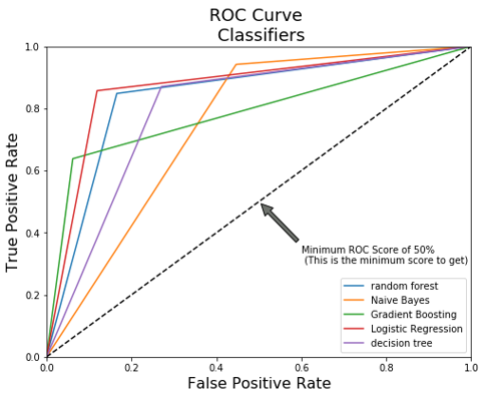 ROC Curve
Classifiers
True Positive Rate
1.0
0.8
0.6
0.4
0.2
0.0
Minimum ROC Score of 50%
(This is the minimum score to get)
random forest
Naive Bayes
Gradient Boosting
Logistic Regression
decision tree
0.0 0.2 0.4 0.6 0.8 1.0
False Positive Rate